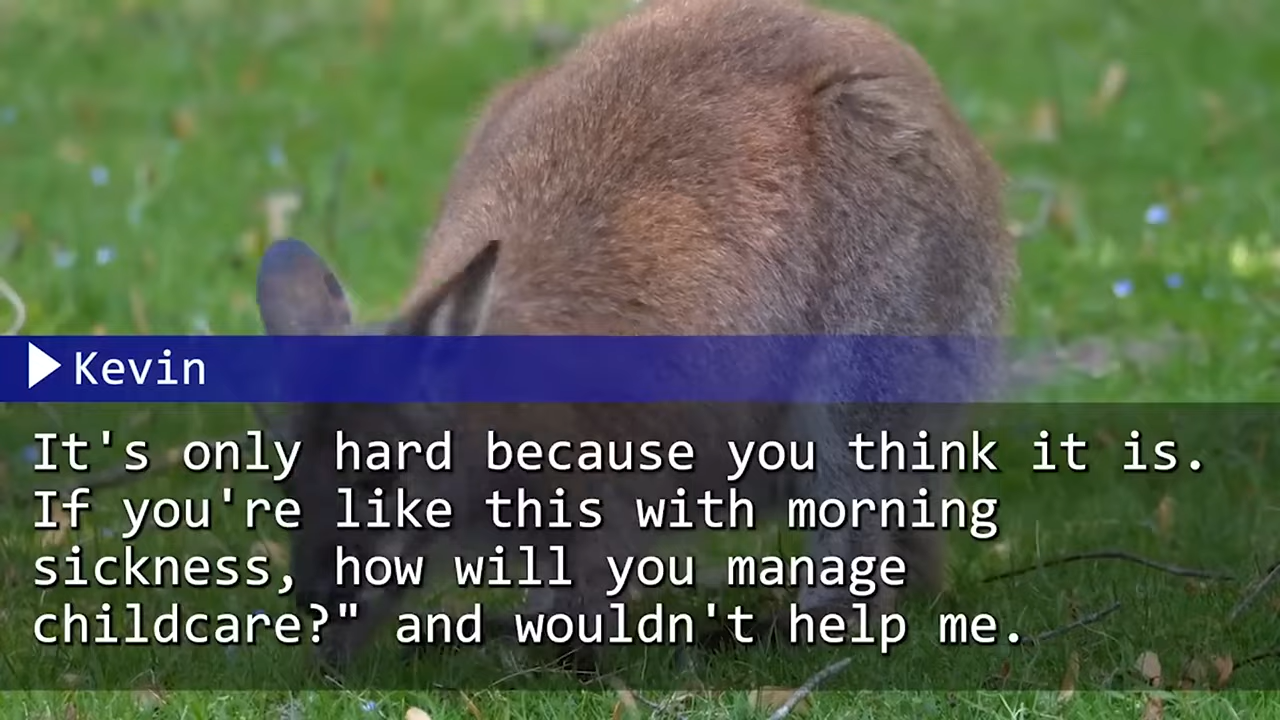 Kevin
It's only hard because you think it is.
If you're like this with morning
sickness, how will you manage
childcare?" and wouldn't help me.